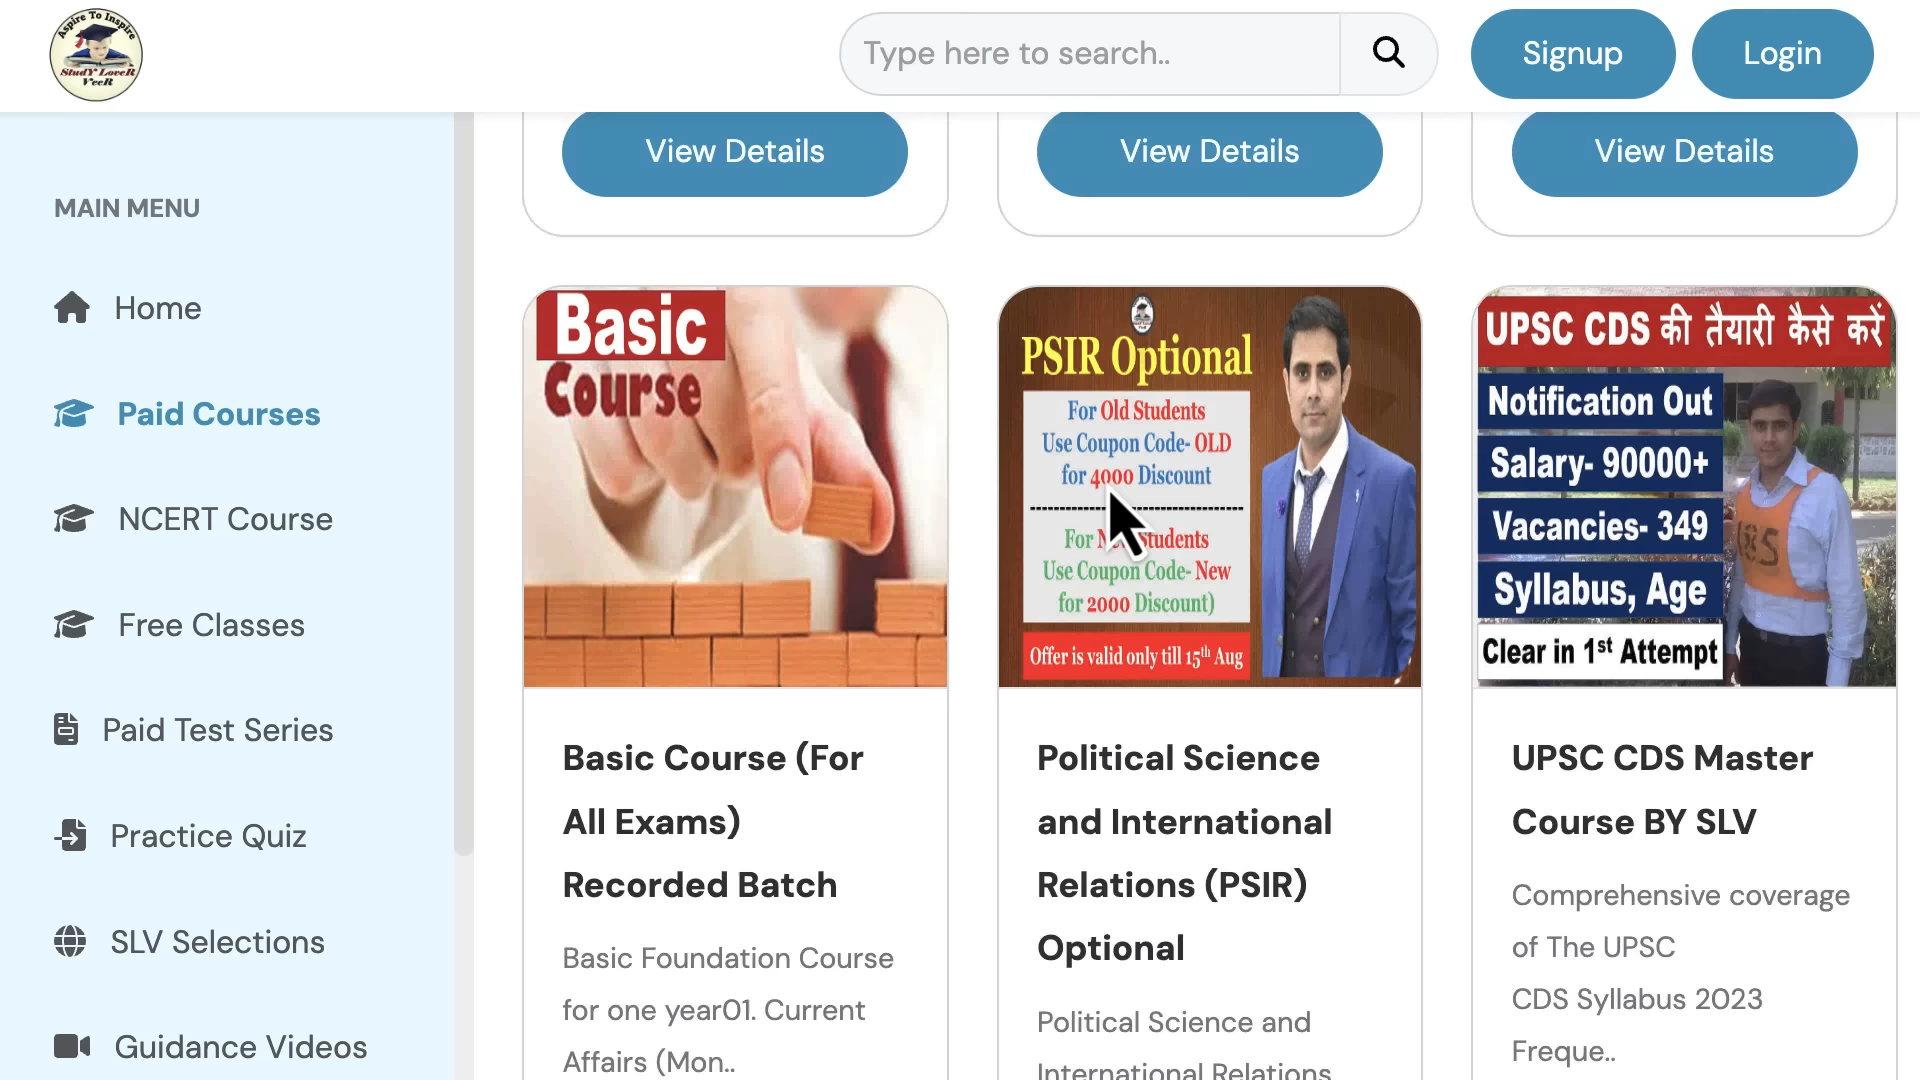 Aspire To Inspire
StudY LoveR
VeeR
Type here to search..
Signup
Login
View Details
View Details
View Details
MAIN MENU
Home
Paid Courses
NCERT Course
Free Classes
Paid Test Series
Practice Quiz
SLV Selections
Guidance Videos
Basic
Course
Basic Course (For
All Exams)
Recorded Batch
Basic Foundation Course
for one year01. Current
Affairs (Mon..
PSIR Optional
For Old Students
Use Coupon Code- OLD
for 4000 Discount
For Students
Use Coupon Code- New
for 2000 Discount)
Offer is valid only till 15th Aug
Political Science
and International
Relations (PSIR)
Optional
Political Science and
International Relations
UPSC CDS की तैयारी कैसे करें
Notification Out
Salary- 90000+
Vacancies- 349
Syllabus, Age
Clear in 1st Attempt
UPSC CDS Master
Course BY SLV
Comprehensive coverage
of The UPSC
CDS Syllabus 2023
Freque..